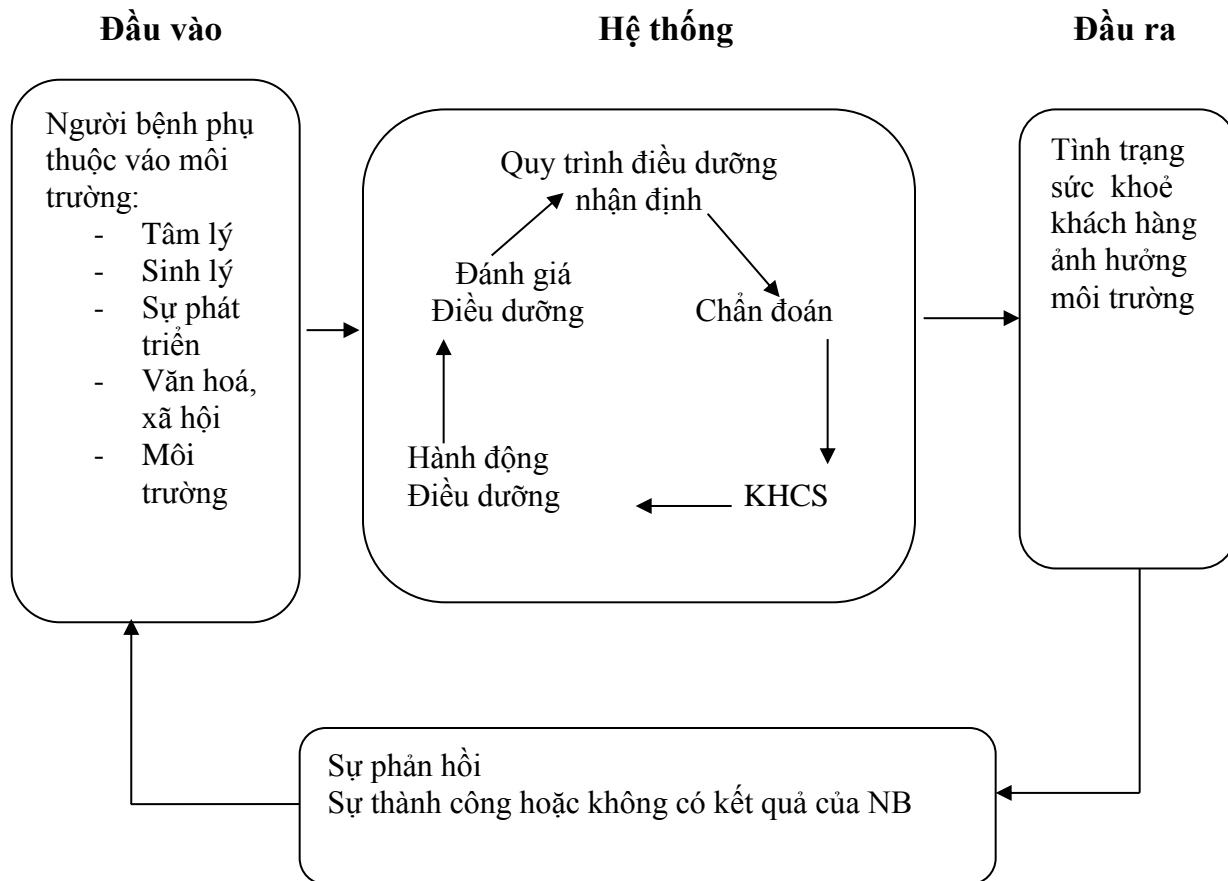 Đầu vào
Hệ thống
Đầu ra
Người bệnh phụ
thuộc váo môi
trường:
- Tâm lý
- Sinh lý
- Sự phát
triển
- Văn hoá,
xã hội
- Môi
trường
Quy trình điều dưỡng
nhận định
Đánh giá
Điều dưỡng
Chẩn đoán
Hành động
Điều dưỡng
KHCS
Tình trạng
sức khoẻ
khách hàng
ảnh hưởng
môi trường
Sự phản hồi
Sự thành công hoặc không có kết quả của NB